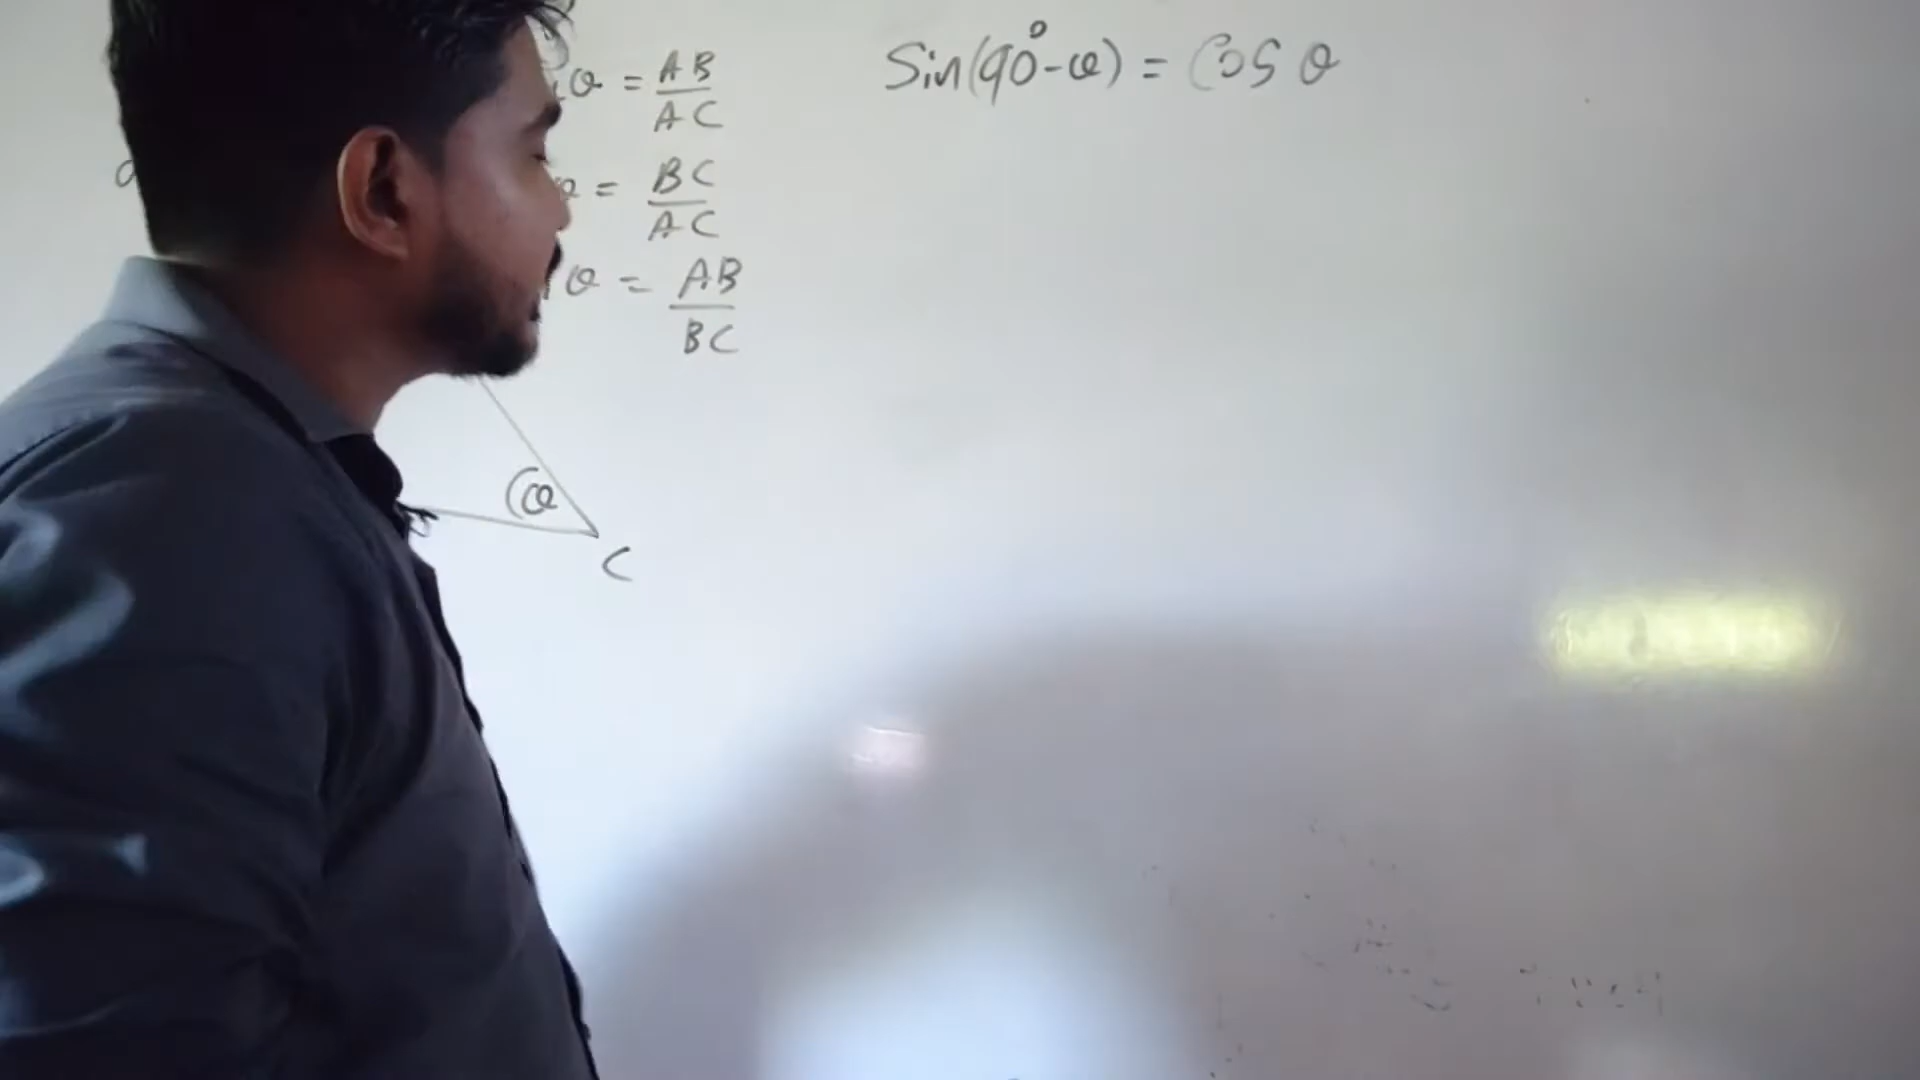 θ = AB/AC
Sin(90°-θ) = Cos θ
θ = BC/AC
θ = AB/BC
θ
C